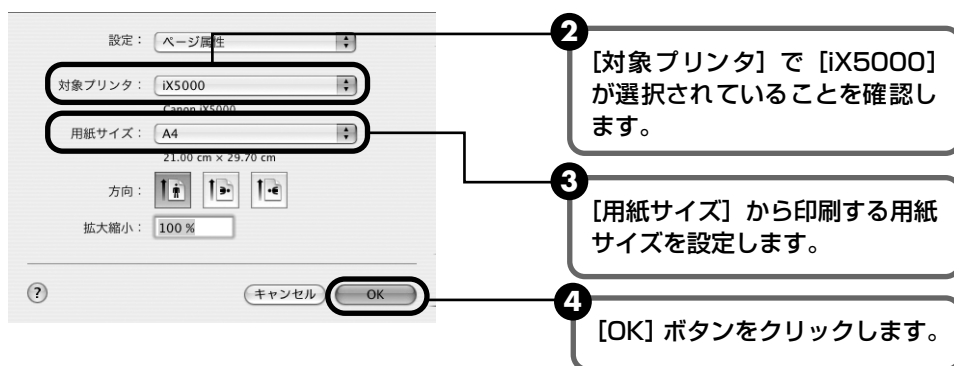 設定： ページ属性
対象プリンタ： iX5000
Canon iX5000
用紙サイズ： A4
21.00 cm × 29.70 cm
方向：
拡大縮小： 100 %
? キャンセル OK
2
［対象プリンタ］で［iX5000］
が選択されていることを確認し
ます。
3
［用紙サイズ］から印刷する用紙
サイズを設定します。
4
［OK］ボタンをクリックします。